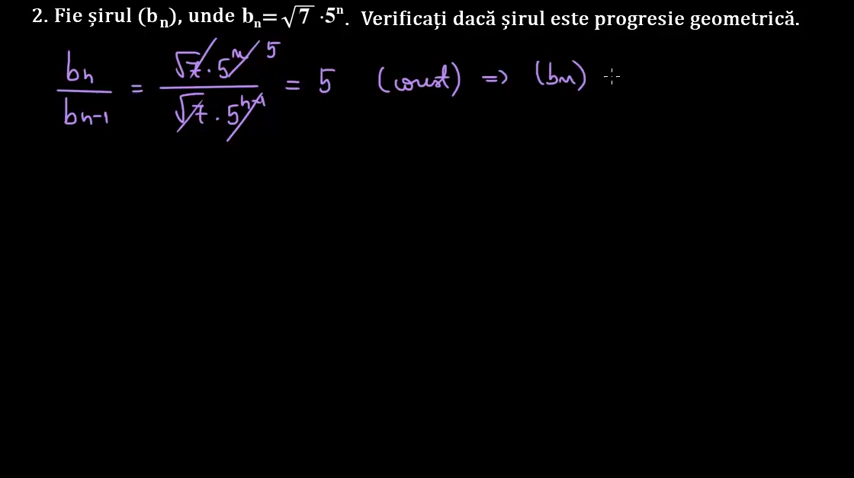 2. Fie șirul (bₙ), unde bₙ=√7 ·5ⁿ. Verificați dacă șirul este progresie geometrică.
bₙ / bₙ₋₁ = √7 · 5ⁿ 5 / √7 · 5ⁿ⁻¹ = 5 (const) => (bₙ)